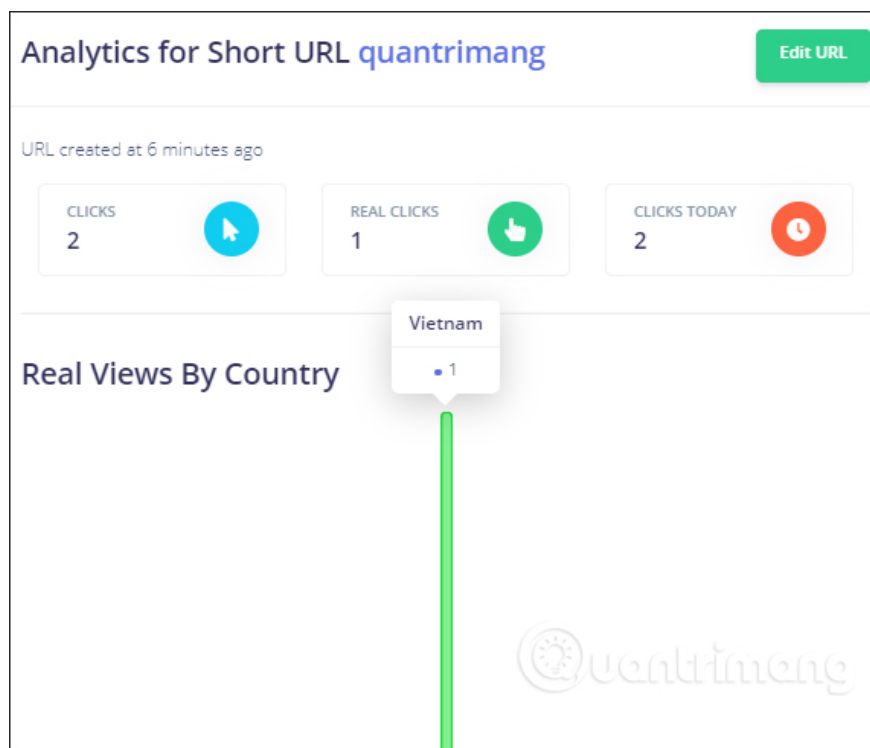 Analytics for Short URL quantrimang
Edit URL
URL created at 6 minutes ago
CLICKS
2
REAL CLICKS
1
CLICKS TODAY
2
Vietnam
1
Real Views By Country
Quantrimang